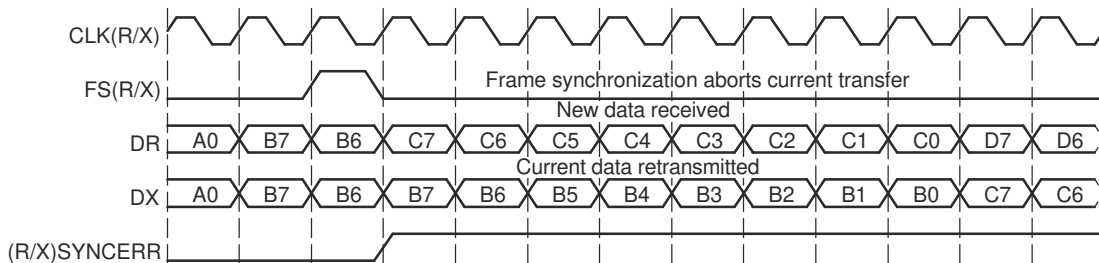 CLK(R/X)
FS(R/X)
Frame synchronization aborts current transfer
New data received
DR A0 B7 B6 C7 C6 C5 C4 C3 C2 C1 C0 D7 D6
Current data retransmitted
DX A0 B7 B6 B7 B6 B5 B4 B3 B2 B1 B0 C7 C6
(R/X)SYNCERR